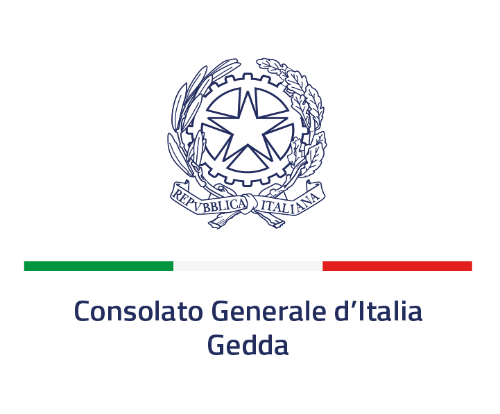 REPVBBLICA ITALIANA
Consolato Generale d’Italia
Gedda